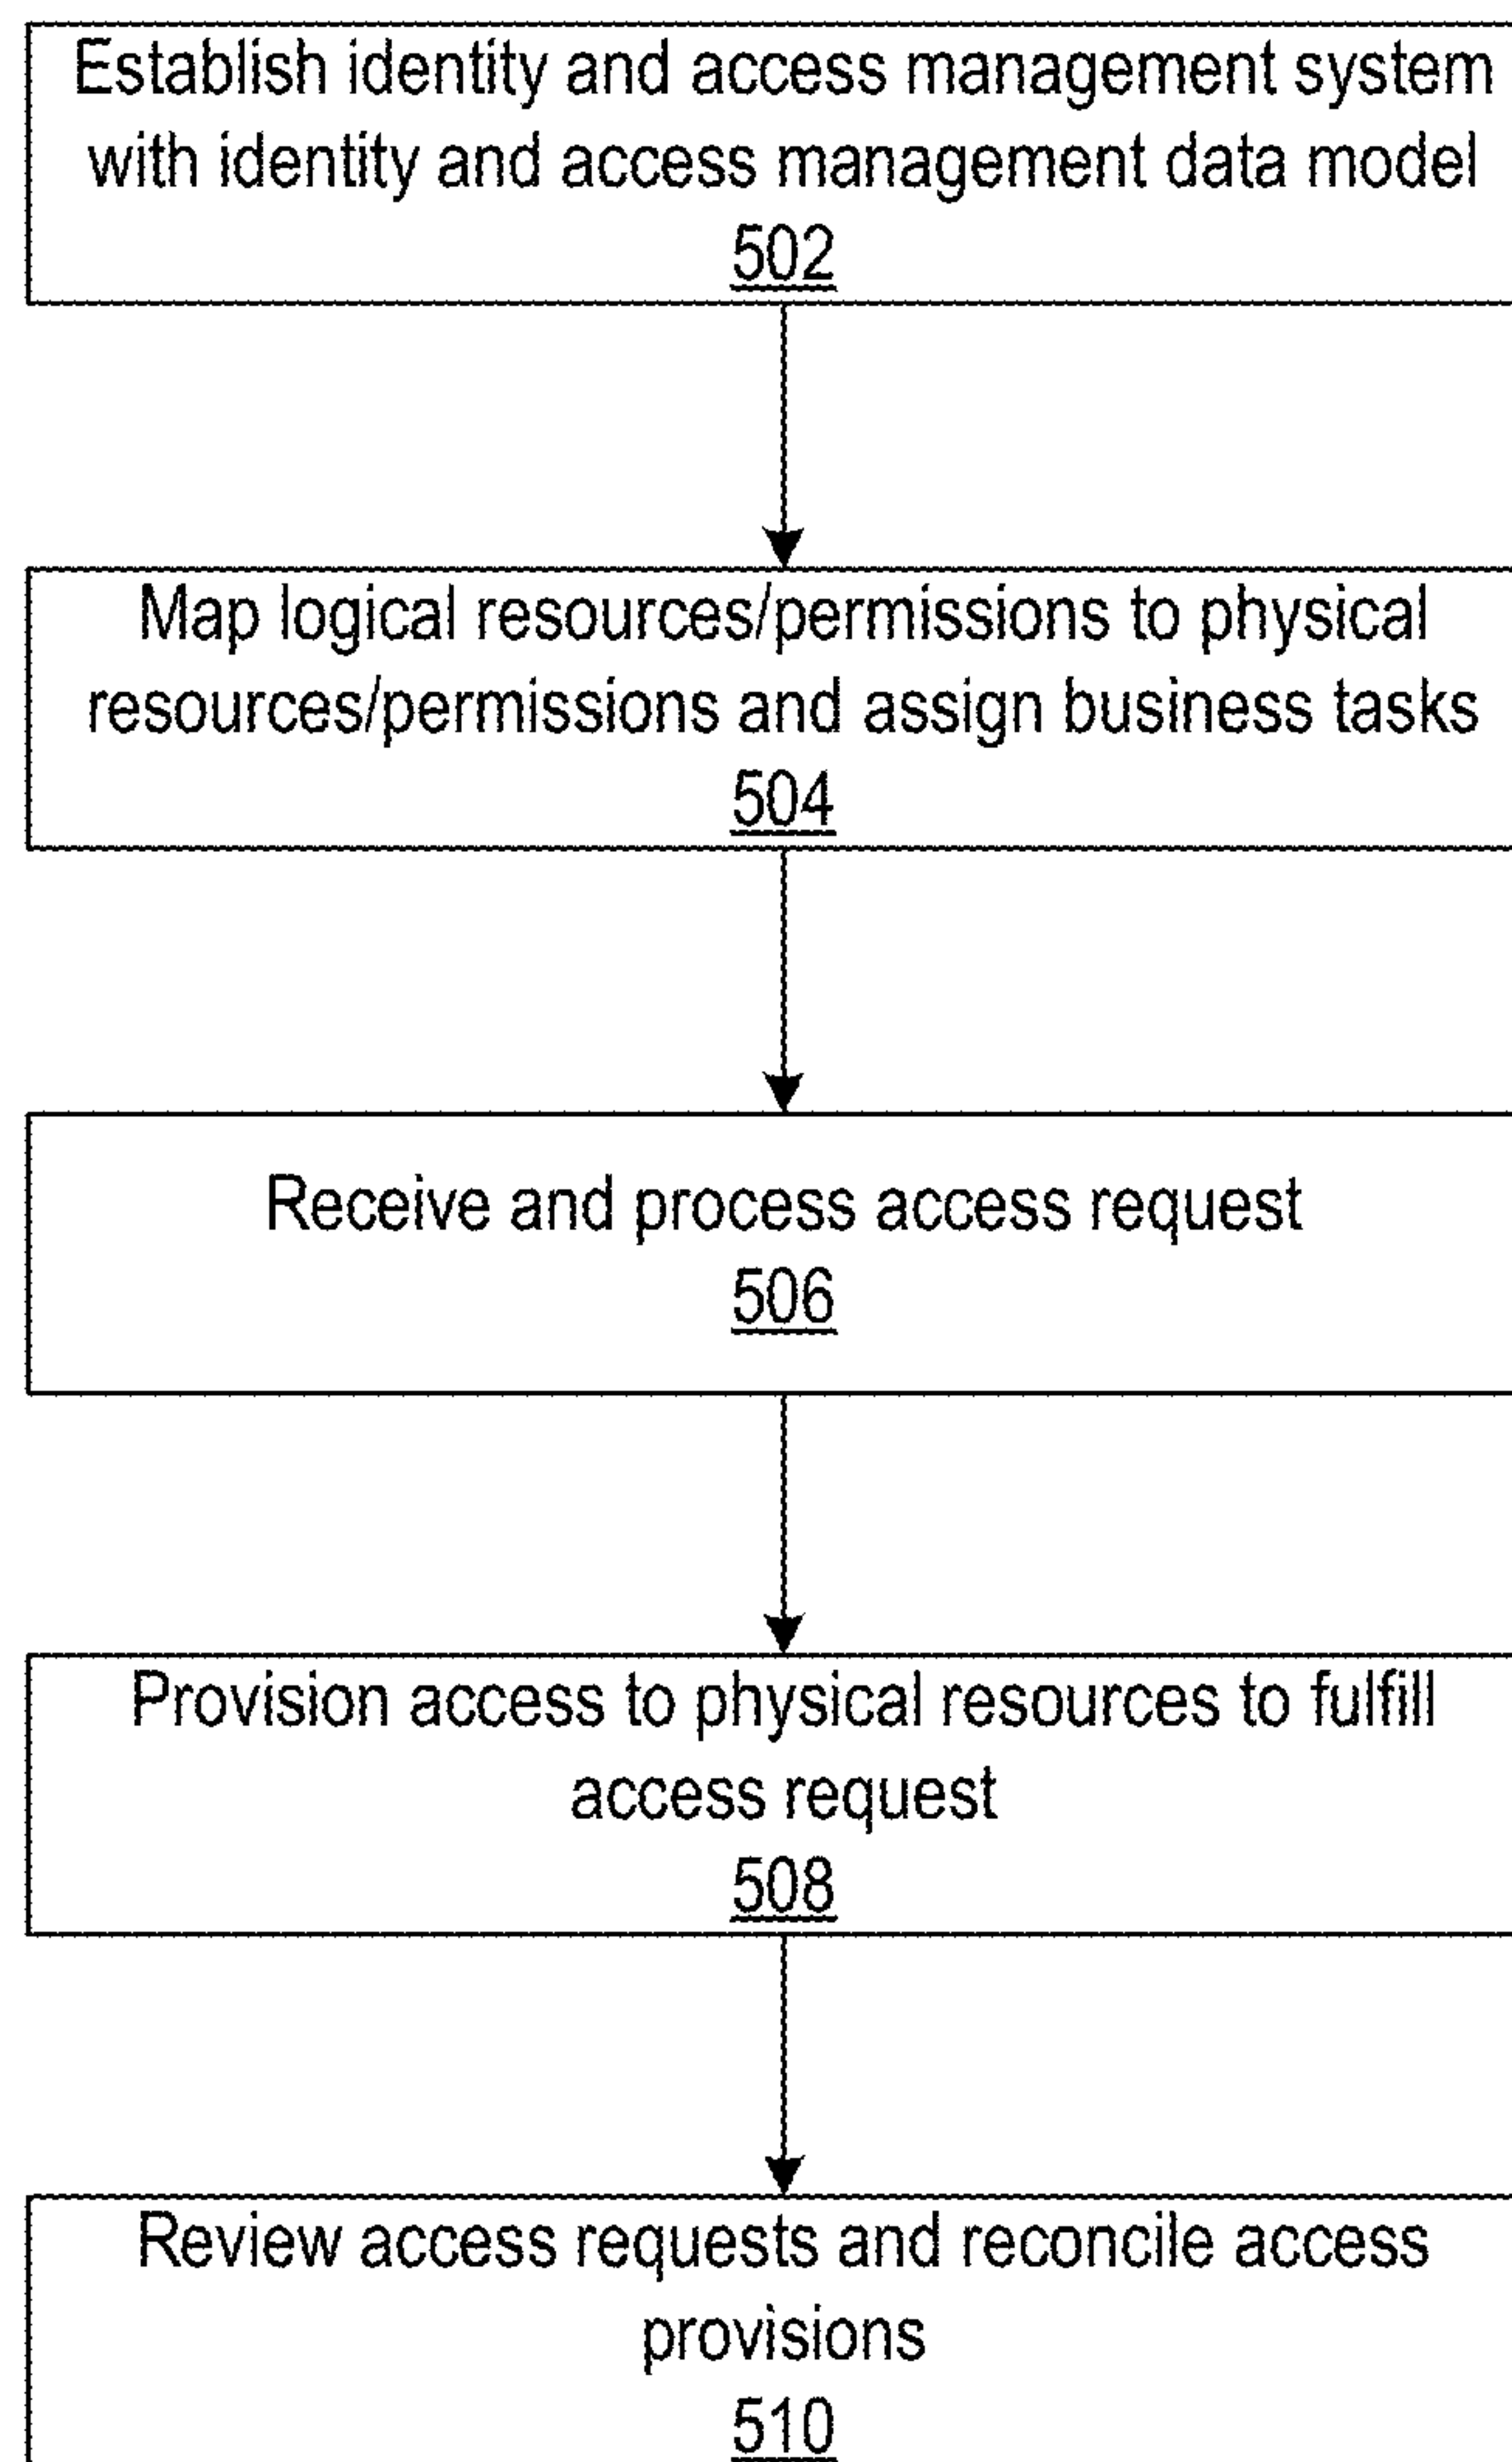 Establish identity and access management system
with identity and access management data model
502
Map logical resources/permissions to physical
resources/permissions and assign business tasks
504
Receive and process access request
506
Provision access to physical resources to fulfill
access request
508
Review access requests and reconcile access
provisions
510